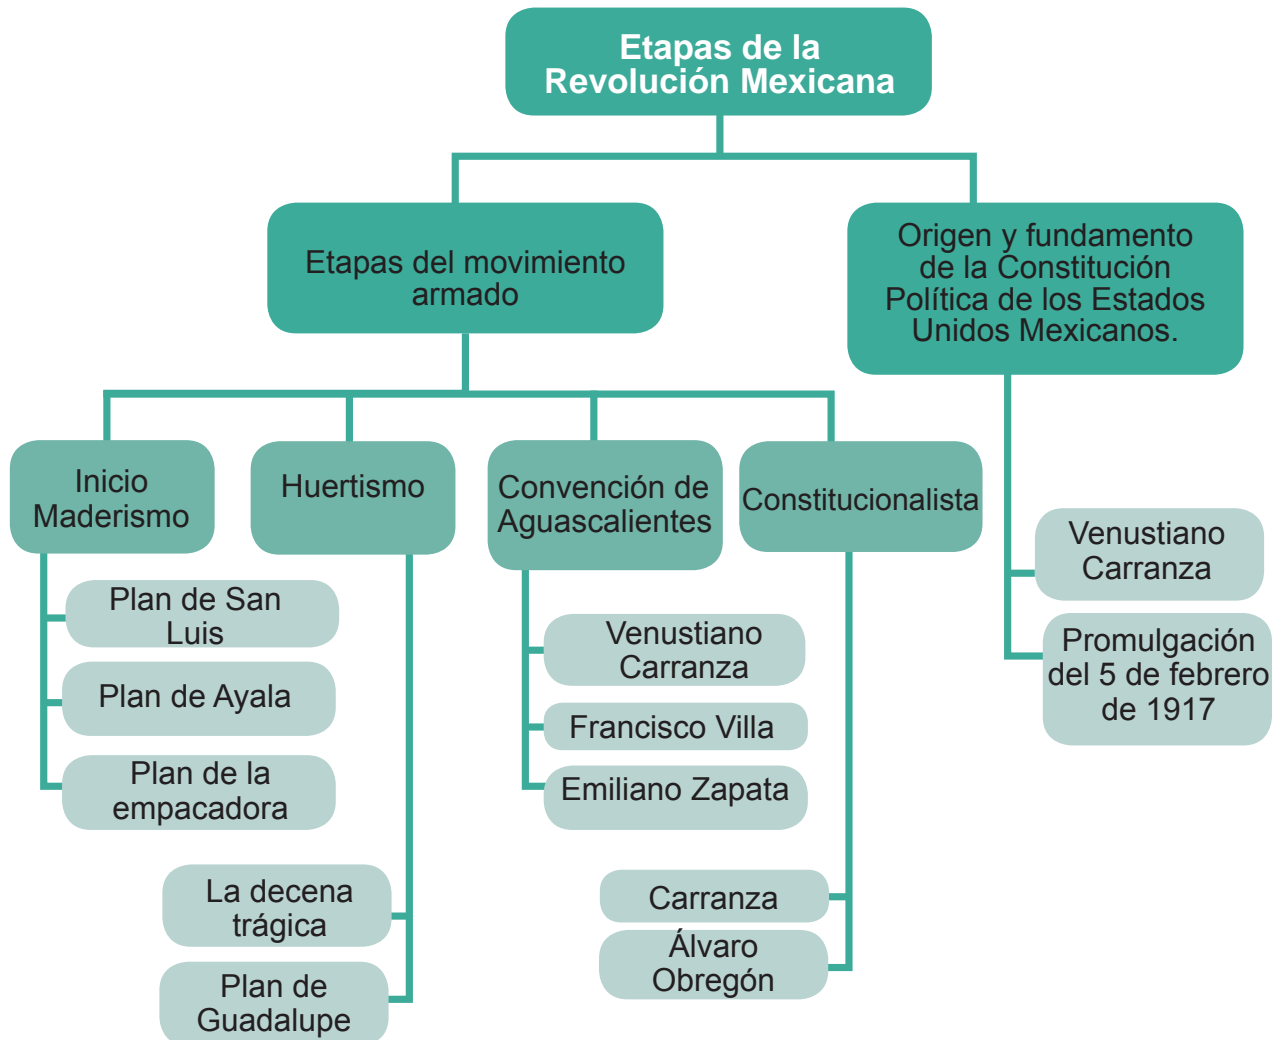 Etapas de la
Revolución Mexicana
Etapas del movimiento
armado
Origen y fundamento
de la Constitución
Política de los Estados
Unidos Mexicanos.
Inicio
Maderismo
Huertismo
Convención de
Aguascalientes
Constitucionalista
Plan de San
Luis
Plan de Ayala
Plan de la
empacadora
La decena
trágica
Plan de
Guadalupe
Venustiano
Carranza
Francisco Villa
Emiliano Zapata
Carranza
Álvaro
Obregón
Venustiano
Carranza
Promulgación
del 5 de febrero
de 1917